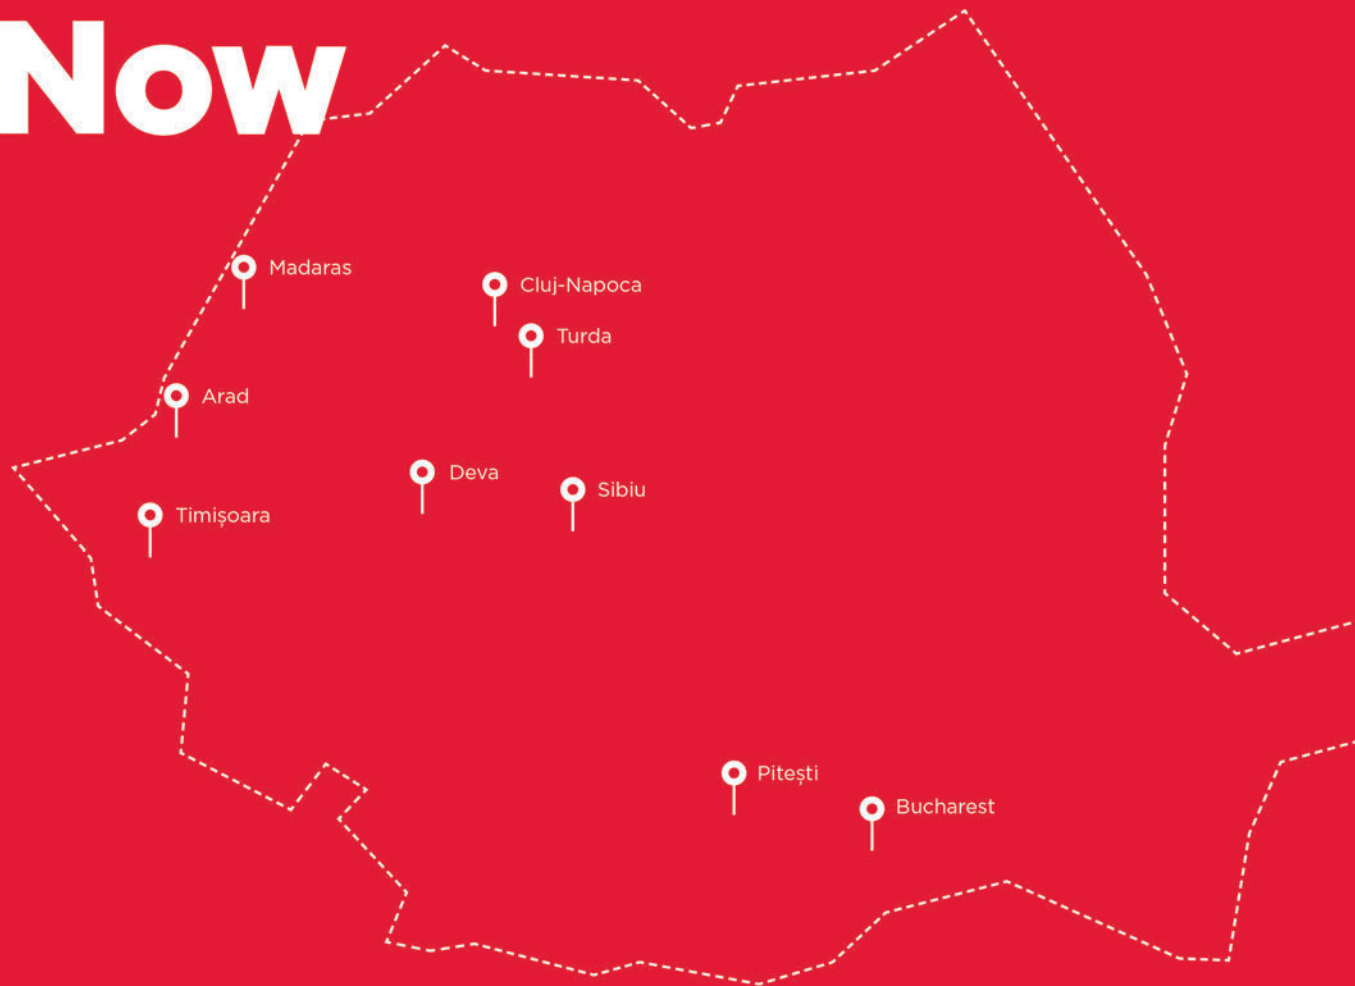 Now
Madaras
Cluj-Napoca
Turda
Arad
Deva
Sibiu
Timișoara
Pitești
Bucharest